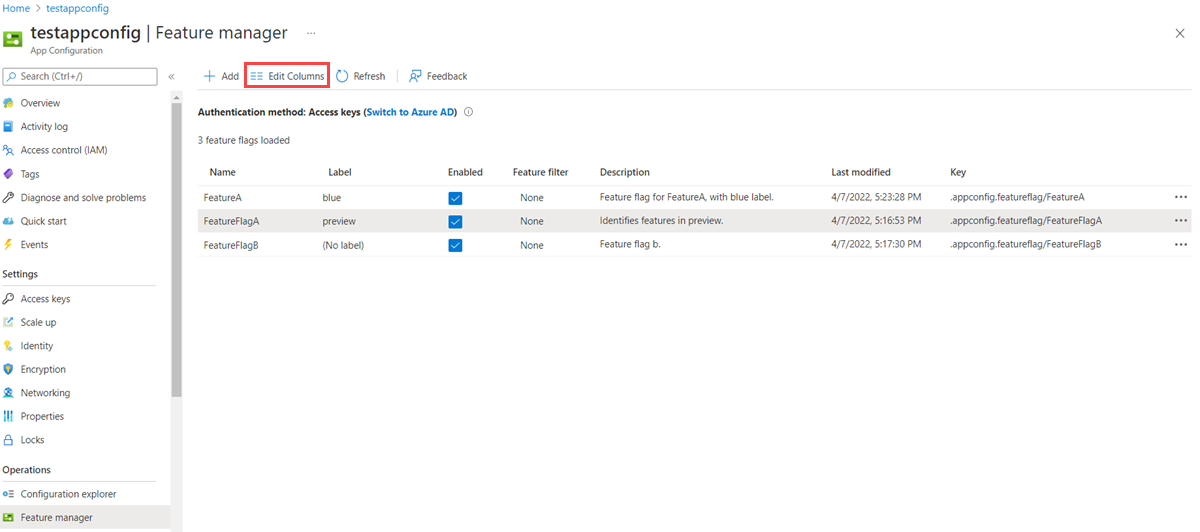 Home > testappconfig
testappconfig | Feature manager ...
App Configuration
Search (Ctrl+/) «
Add Edit Columns Refresh Feedback
Overview
Activity log
Access control (IAM)
Tags
Diagnose and solve problems
Quick start
Events
Settings
Access keys
Scale up
Identity
Encryption
Networking
Properties
Locks
Operations
Configuration explorer
Feature manager
Authentication method: Access keys (Switch to Azure AD)
3 feature flags loaded
Name Label Enabled Feature filter Description Last modified Key
FeatureA blue None Feature flag for FeatureA, with blue label. 4/7/2022, 5:23:28 PM .appconfig.featureflag/FeatureA ...
FeatureFlagA preview None Identifies features in preview. 4/7/2022, 5:16:53 PM .appconfig.featureflag/FeatureFlagA ...
FeatureFlagB (No label) None Feature flag b. 4/7/2022, 5:17:30 PM .appconfig.featureflag/FeatureFlagB ...